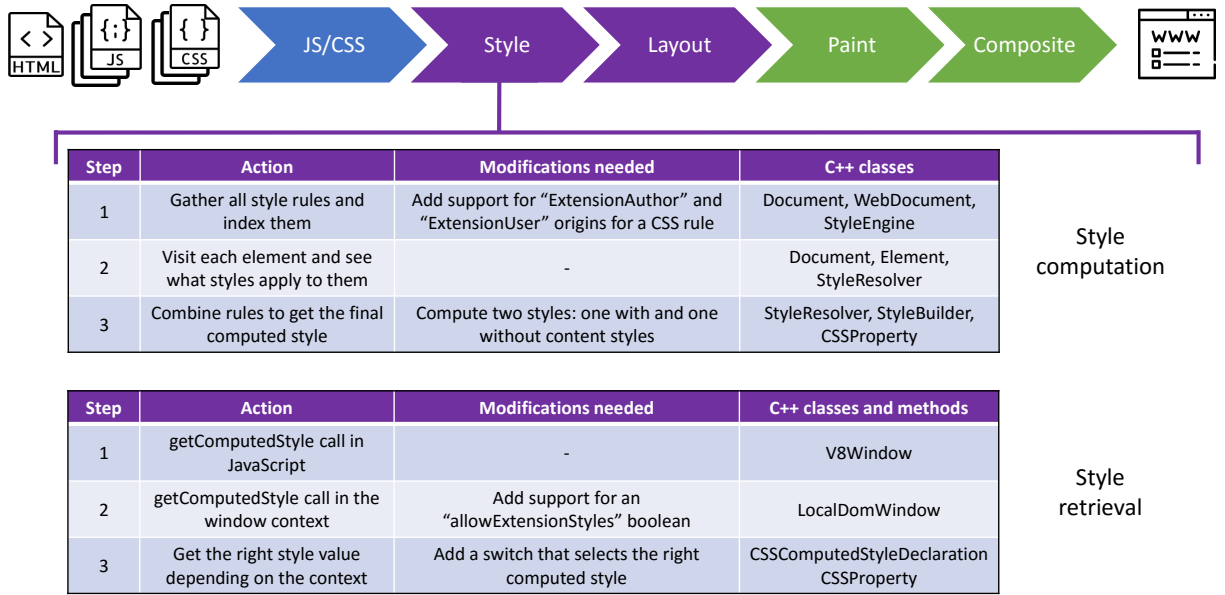 < >
HTML
{;}
JS
{ }
CSS
JS/CSS
Style
Layout
Paint
Composite
WWW
Step
Action
Modifications needed
C++ classes
1
Gather all style rules and
index them
Add support for “ExtensionAuthor” and
“ExtensionUser” origins for a CSS rule
Document, WebDocument,
StyleEngine
2
Visit each element and see
what styles apply to them
-
Document, Element,
StyleResolver
3
Combine rules to get the final
computed style
Compute two styles: one with and one
without content styles
StyleResolver, StyleBuilder,
CSSProperty
Style
computation
Step
Action
Modifications needed
C++ classes and methods
1
getComputedStyle call in
JavaScript
-
V8Window
2
getComputedStyle call in the
window context
Add support for an
“allowExtensionStyles” boolean
LocalDomWindow
3
Get the right style value
depending on the context
Add a switch that selects the right
computed style
CSSComputedStyleDeclaration
CSSProperty
Style
retrieval